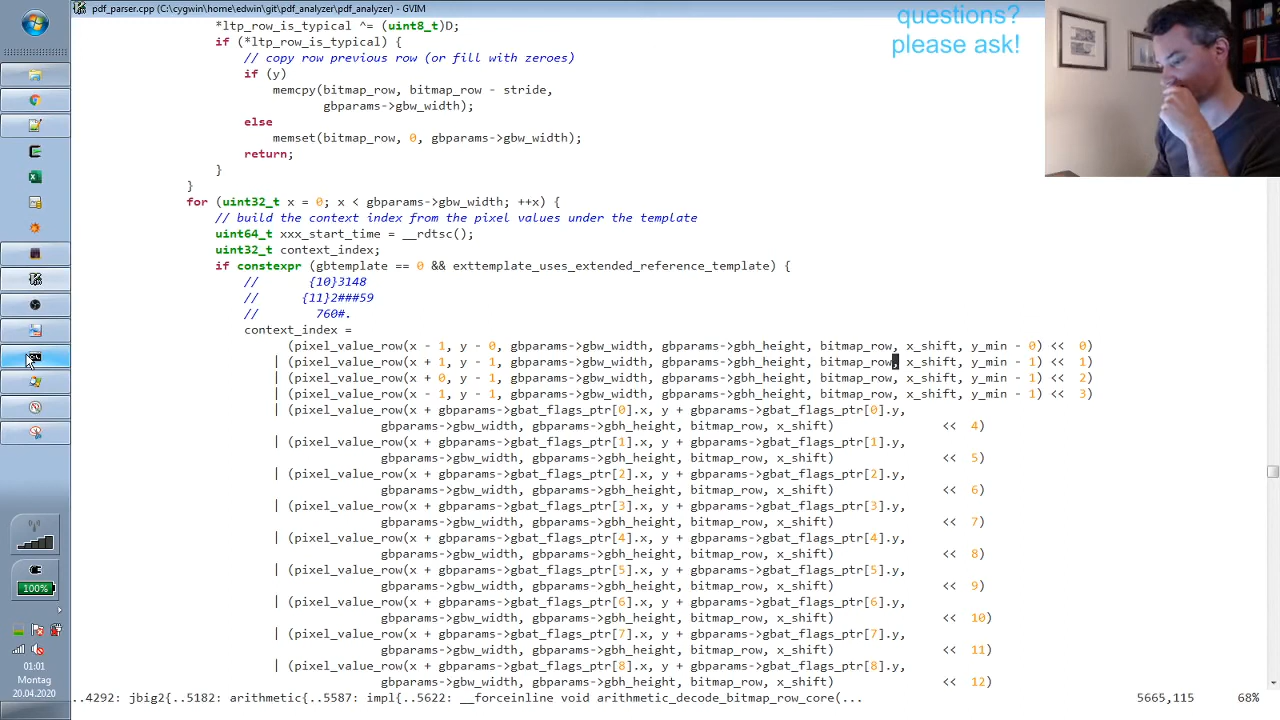 pdf_parser.cpp (C:\cygwin\home\edwin\git\pdf_analyzer\pdf_analyzer) - GVIM
questions?
please ask!
*ltp_row_is_typical ^= (uint8_t)D;
if (*ltp_row_is_typical) {
// copy row previous row (or fill with zeroes)
if (y)
memcpy(bitmap_row, bitmap_row - stride,
gbparams->gbw_width);
else
memset(bitmap_row, 0, gbparams->gbw_width);
return;
}
}
for (uint32_t x = 0; x < gbparams->gbw_width; ++x) {
// build the context index from the pixel values under the template
uint64_t xxx_start_time = __rdtsc();
uint32_t context_index;
if constexpr (gbtemplate == 0 && exttemplate_uses_extended_reference_template) {
// {10}3148
// {11}2###59
// 760#.
context_index =
(pixel_value_row(x - 1, y - 0, gbparams->gbw_width, gbparams->gbh_height, bitmap_row, x_shift, y_min - 0) << 0)
| (pixel_value_row(x + 1, y - 1, gbparams->gbw_width, gbparams->gbh_height, bitmap_row, x_shift, y_min - 1) << 1)
| (pixel_value_row(x + 0, y - 1, gbparams->gbw_width, gbparams->gbh_height, bitmap_row, x_shift, y_min - 1) << 2)
| (pixel_value_row(x - 1, y - 1, gbparams->gbw_width, gbparams->gbh_height, bitmap_row, x_shift, y_min - 1) << 3)
| (pixel_value_row(x + gbparams->gbat_flags_ptr[0].x, y + gbparams->gbat_flags_ptr[0].y,
gbparams->gbw_width, gbparams->gbh_height, bitmap_row, x_shift) << 4)
| (pixel_value_row(x + gbparams->gbat_flags_ptr[1].x, y + gbparams->gbat_flags_ptr[1].y,
gbparams->gbw_width, gbparams->gbh_height, bitmap_row, x_shift) << 5)
| (pixel_value_row(x + gbparams->gbat_flags_ptr[2].x, y + gbparams->gbat_flags_ptr[2].y,
gbparams->gbw_width, gbparams->gbh_height, bitmap_row, x_shift) << 6)
| (pixel_value_row(x + gbparams->gbat_flags_ptr[3].x, y + gbparams->gbat_flags_ptr[3].y,
gbparams->gbw_width, gbparams->gbh_height, bitmap_row, x_shift) << 7)
| (pixel_value_row(x + gbparams->gbat_flags_ptr[4].x, y + gbparams->gbat_flags_ptr[4].y,
gbparams->gbw_width, gbparams->gbh_height, bitmap_row, x_shift) << 8)
| (pixel_value_row(x + gbparams->gbat_flags_ptr[5].x, y + gbparams->gbat_flags_ptr[5].y,
gbparams->gbw_width, gbparams->gbh_height, bitmap_row, x_shift) << 9)
| (pixel_value_row(x + gbparams->gbat_flags_ptr[6].x, y + gbparams->gbat_flags_ptr[6].y,
gbparams->gbw_width, gbparams->gbh_height, bitmap_row, x_shift) << 10)
| (pixel_value_row(x + gbparams->gbat_flags_ptr[7].x, y + gbparams->gbat_flags_ptr[7].y,
gbparams->gbw_width, gbparams->gbh_height, bitmap_row, x_shift) << 11)
| (pixel_value_row(x + gbparams->gbat_flags_ptr[8].x, y + gbparams->gbat_flags_ptr[8].y,
gbparams->gbw_width, gbparams->gbh_height, bitmap_row, x_shift) << 12)
..4292: jbig2{..5182: arithmetic{..5587: impl{..5622: __forceinline void arithmetic_decode_bitmap_row_core(... 5665,115 68%
100%
01:01
Montag
20.04.2020